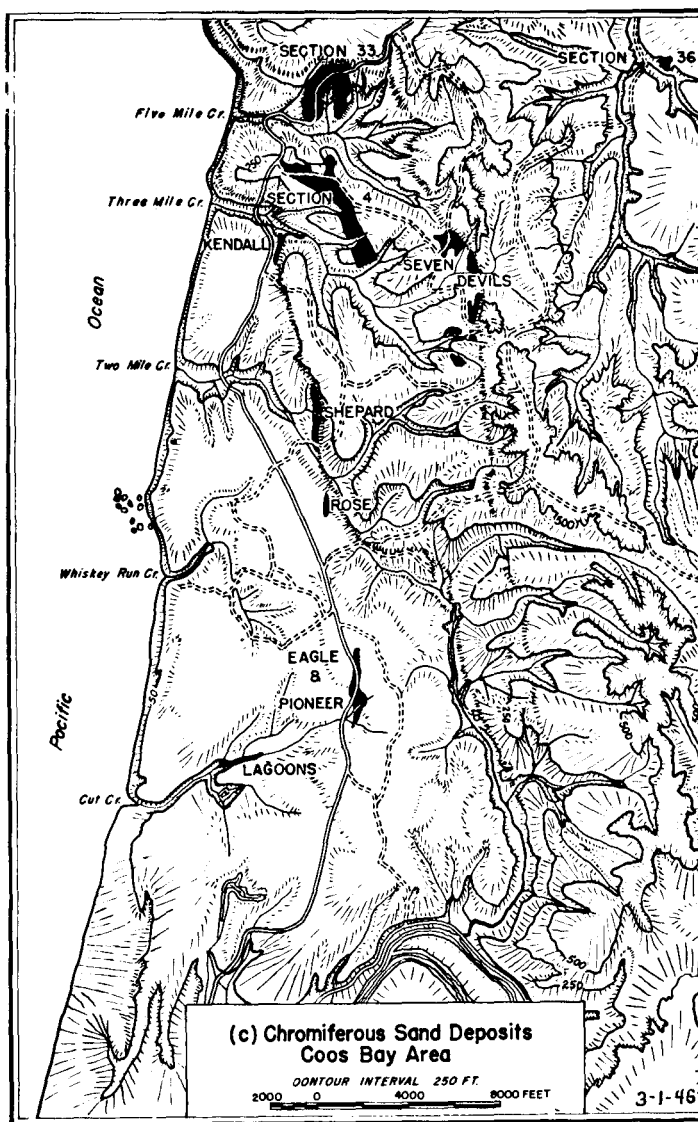 SECTION 33
SECTION 36
Five Mile Cr.
250
Three Mile Cr.
SECTION 4
KENDALL
SEVEN
DEVILS
Ocean
Two Mile Cr.
SHEPARD
ROSE
500
Whiskey Run Cr.
EAGLE
&
PIONEER
50
Pacific
LAGOONS
Cut Cr.
500
250
(c) Chromiferous Sand Deposits
Coos Bay Area
CONTOUR INTERVAL 250 FT.
2000 0 4000 8000 FEET
3-1-46